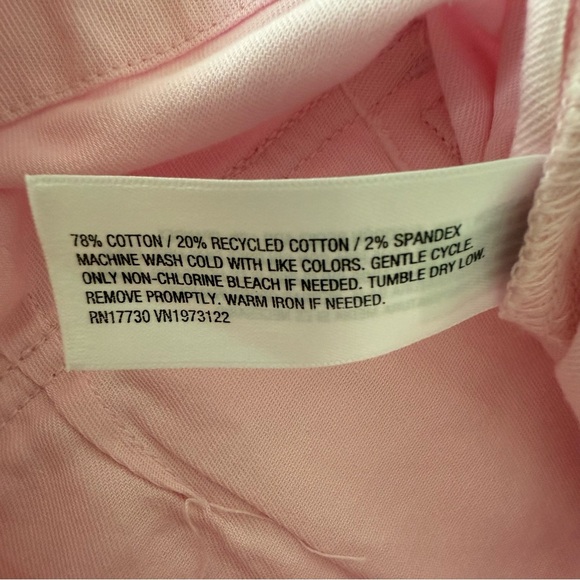 78% COTTON / 20% RECYCLED COTTON / 2% SPANDEX
MACHINE WASH COLD WITH LIKE COLORS. GENTLE CYCLE.
ONLY NON-CHLORINE BLEACH IF NEEDED. TUMBLE DRY LOW.
REMOVE PROMPTLY. WARM IRON IF NEEDED.
RN17730 VN1973122